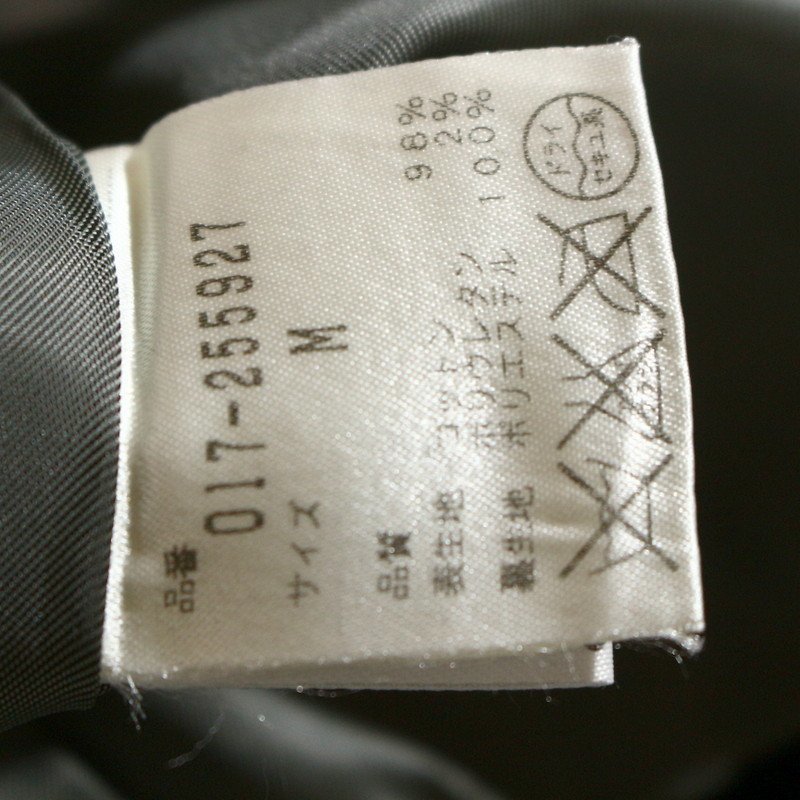 品番 017-255927
サイズ M
品質
表生地 コットン 98%
ポリウレタン 2%
裏生地 ポリエステル 100%
ドライ
セキユ系